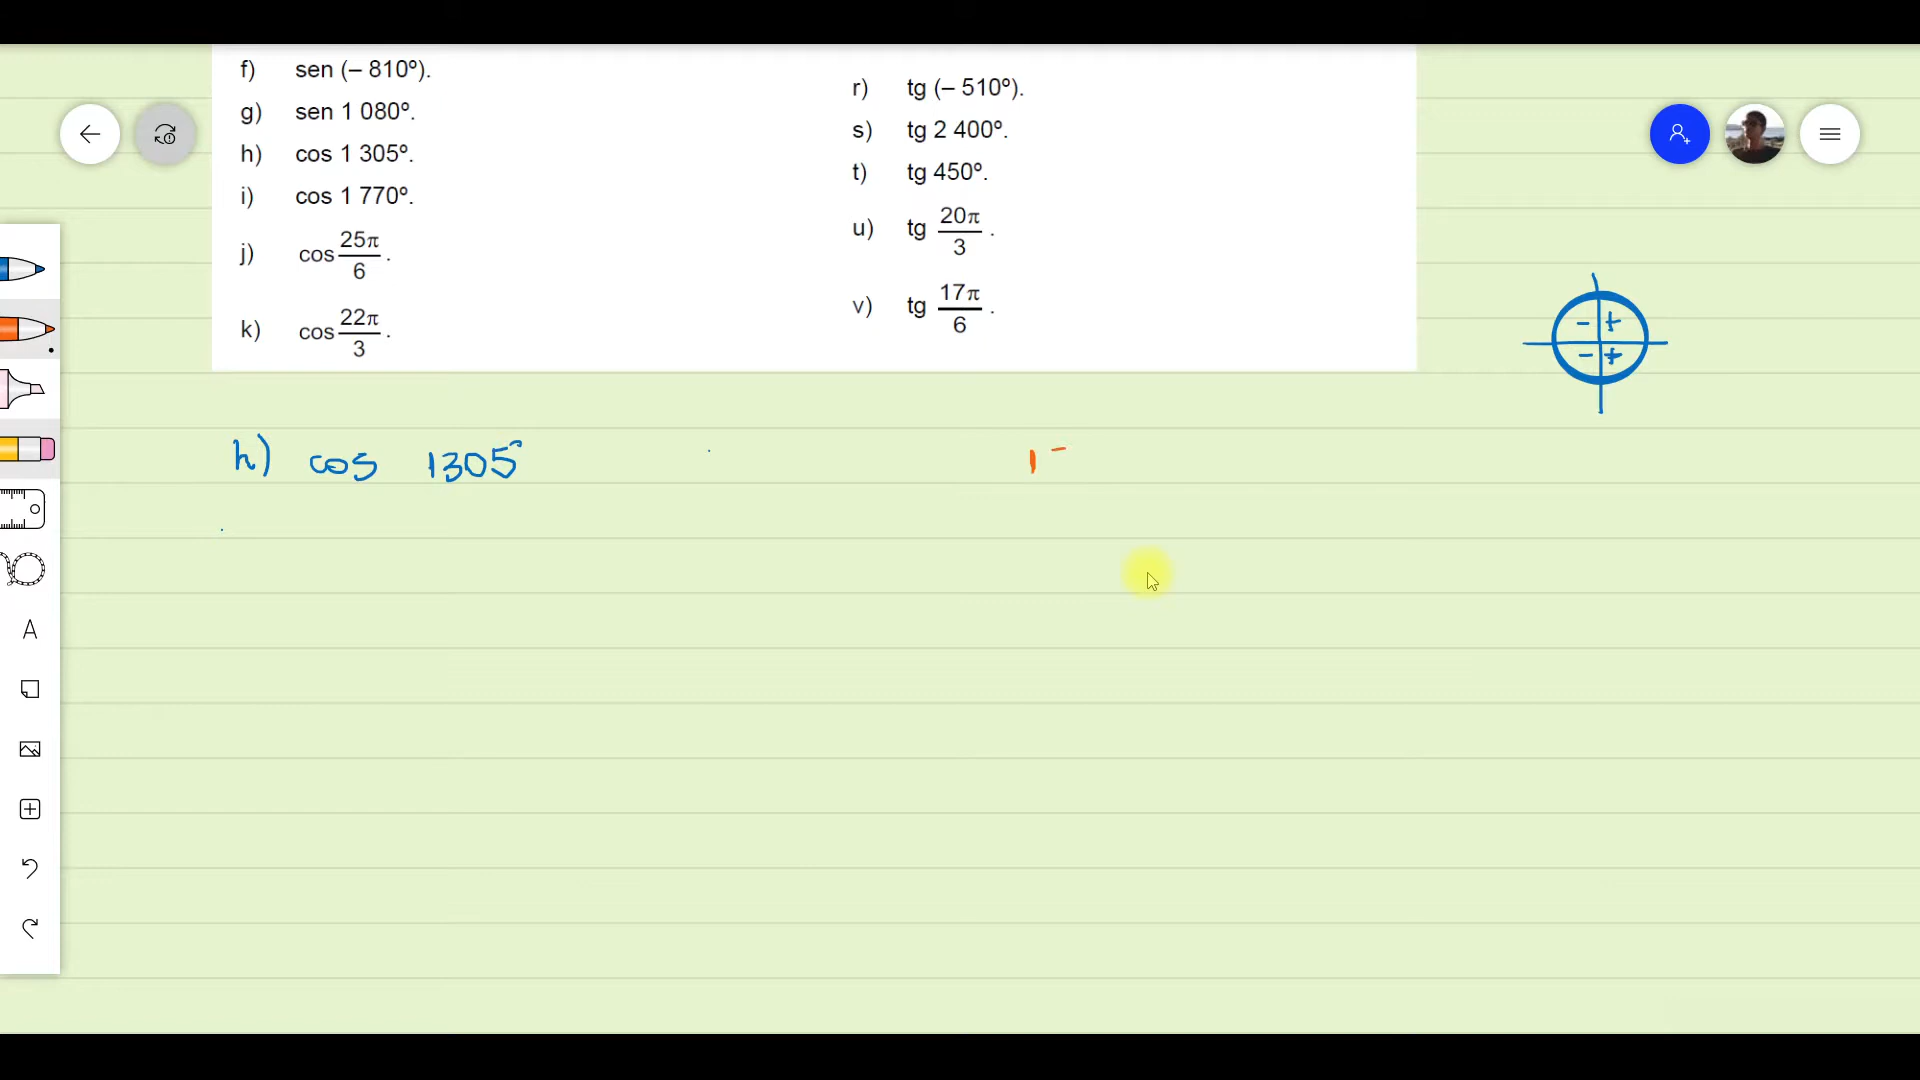 f) sen (– 810º).
g) sen 1 080º.
h) cos 1 305º.
i) cos 1 770º.
j) cos 25π/6 .
k) cos 22π/3 .
r) tg (– 510º).
s) tg 2 400º.
t) tg 450º.
u) tg 20π/3 .
v) tg 17π/6 .
- +
- +
h) cos 1305° 1
A